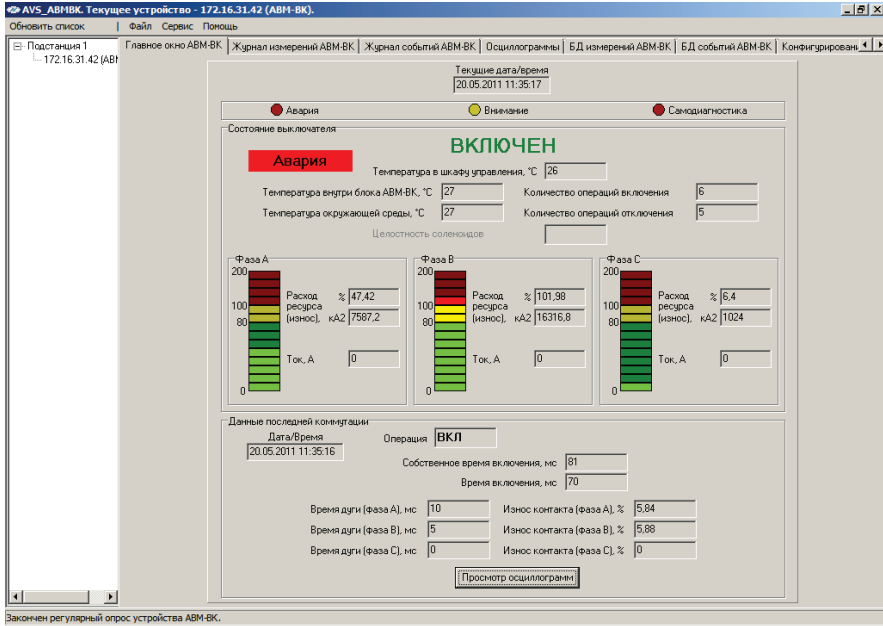 AVS_ABMBK. Текущее устройство - 172.16.31.42 (АВМ-ВК).
Обновить список | Файл Сервис Помощь
Подстанция 1
172.16.31.42 (АВМ
Главное окно АВМ-ВК Журнал измерений АВМ-ВК Журнал событий АВМ-ВК Осциллограммы БД измерений АВМ-ВК БД событий АВМ-ВК Конфигурирован
Текущие дата/время
20.05.2011 11:35:17
Авария Внимание Самодиагностика
Состояние выключателя
ВКЛЮЧЕН
Авария
Температура в шкафу управления, °С 26
Температура внутри блока АВМ-ВК, °С 27 Количество операций включения 6
Температура окружающей среды, °С 27 Количество операций отключения 5
Целостность соленоидов
Фаза A Фаза B Фаза C
200 200 200
Расход % 47,42 Расход % 101,98 Расход % 6,4
100 ресурса 100 ресурса 100 ресурса
80 (износ), кА2 7587,2 80 (износ), кА2 16316,8 80 (износ), кА2 1024
Ток, А 0 Ток, А 0 Ток, А 0
0 0 0
Данные последней коммутации
Дата/Время Операция ВКЛ
20.05.2011 11:35:16
Собственное время включения, мс 81
Время включения, мс 70
Время дуги (фаза А), мс 10 Износ контакта (фаза А), % 5,84
Время дуги (фаза В), мс 5 Износ контакта (фаза В), % 5,88
Время дуги (фаза С), мс 0 Износ контакта (фаза С), % 0
Просмотр осциллограмм
Закончен регулярный опрос устройства АВМ-ВК.